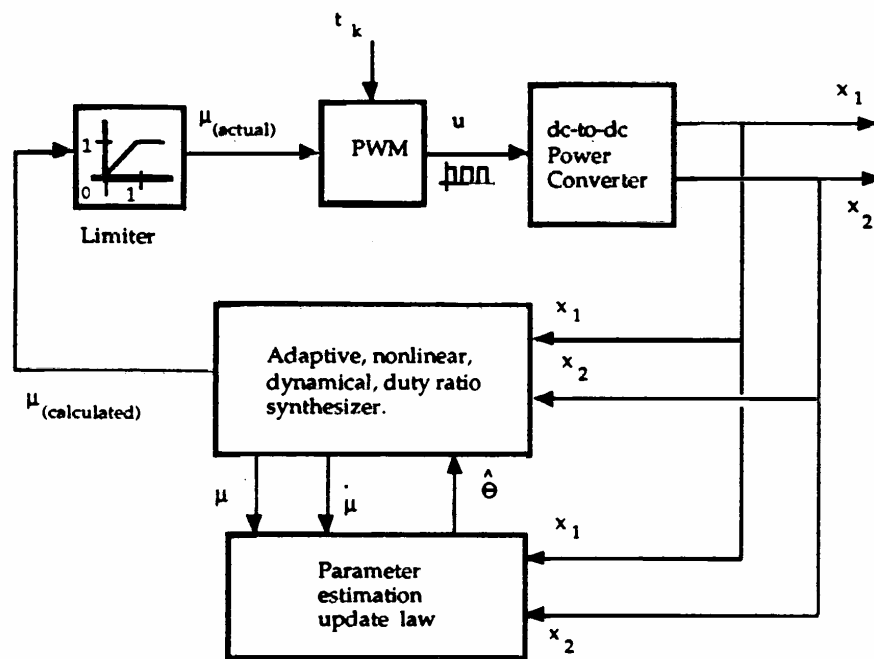 t k
μ (actual)
1
0
1
Limiter
PWM
u
dc-to-dc
Power
Converter
x 1
x 2
x 1
x 2
Adaptive, nonlinear,
dynamical, duty ratio
synthesizer.
μ (calculated)
μ
μ̇
Θ̂
x 1
Parameter
estimation
update law
x 2